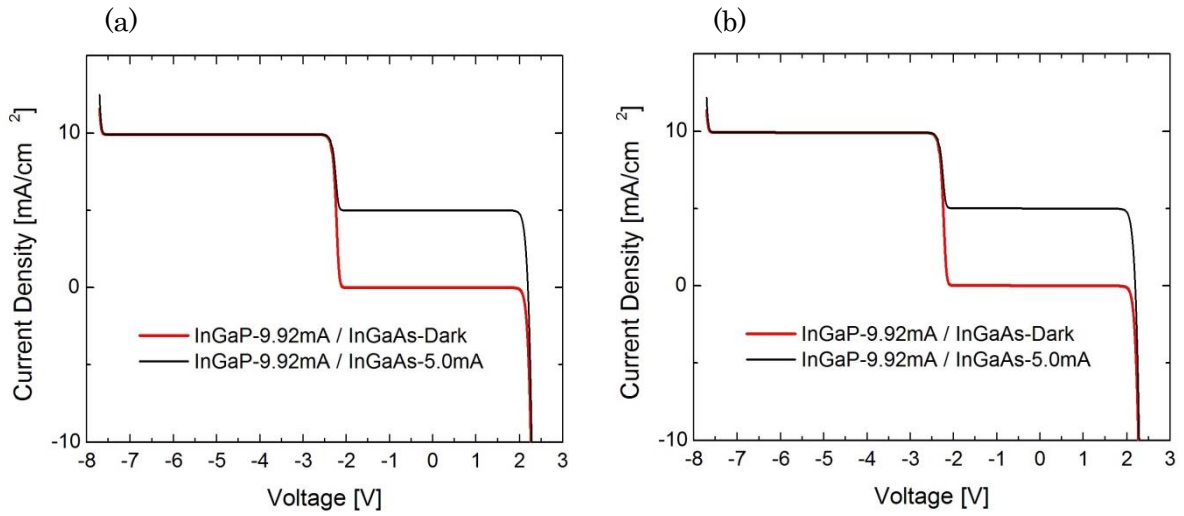 (a)
(b)
10
0
-10
-8 -7 -6 -5 -4 -3 -2 -1 0 1 2 3
Voltage [V]
Current Density [mA/cm 2]
InGaP-9.92mA / InGaAs-Dark
InGaP-9.92mA / InGaAs-5.0mA
10
0
-10
-8 -7 -6 -5 -4 -3 -2 -1 0 1 2 3
Voltage [V]
Current Density [mA/cm 2]
InGaP-9.92mA / InGaAs-Dark
InGaP-9.92mA / InGaAs-5.0mA